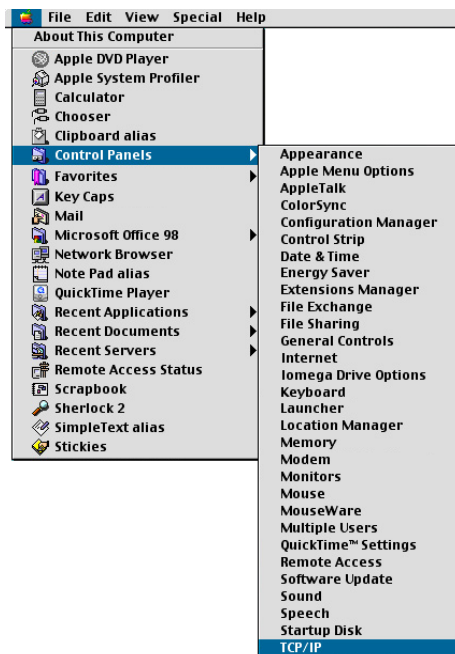 File Edit View Special Help
About This Computer
Apple DVD Player
Apple System Profiler
Calculator
Chooser
Clipboard alias
Control Panels
Favorites
Key Caps
Mail
Microsoft Office 98
Network Browser
Note Pad alias
QuickTime Player
Recent Applications
Recent Documents
Recent Servers
Remote Access Status
Scrapbook
Sherlock 2
SimpleText alias
Stickies
Appearance
Apple Menu Options
AppleTalk
ColorSync
Configuration Manager
Control Strip
Date & Time
Energy Saver
Extensions Manager
File Exchange
File Sharing
General Controls
Internet
Iomega Drive Options
Keyboard
Launcher
Location Manager
Memory
Modem
Monitors
Mouse
MouseWare
Multiple Users
QuickTime™ Settings
Remote Access
Software Update
Sound
Speech
Startup Disk
TCP/IP